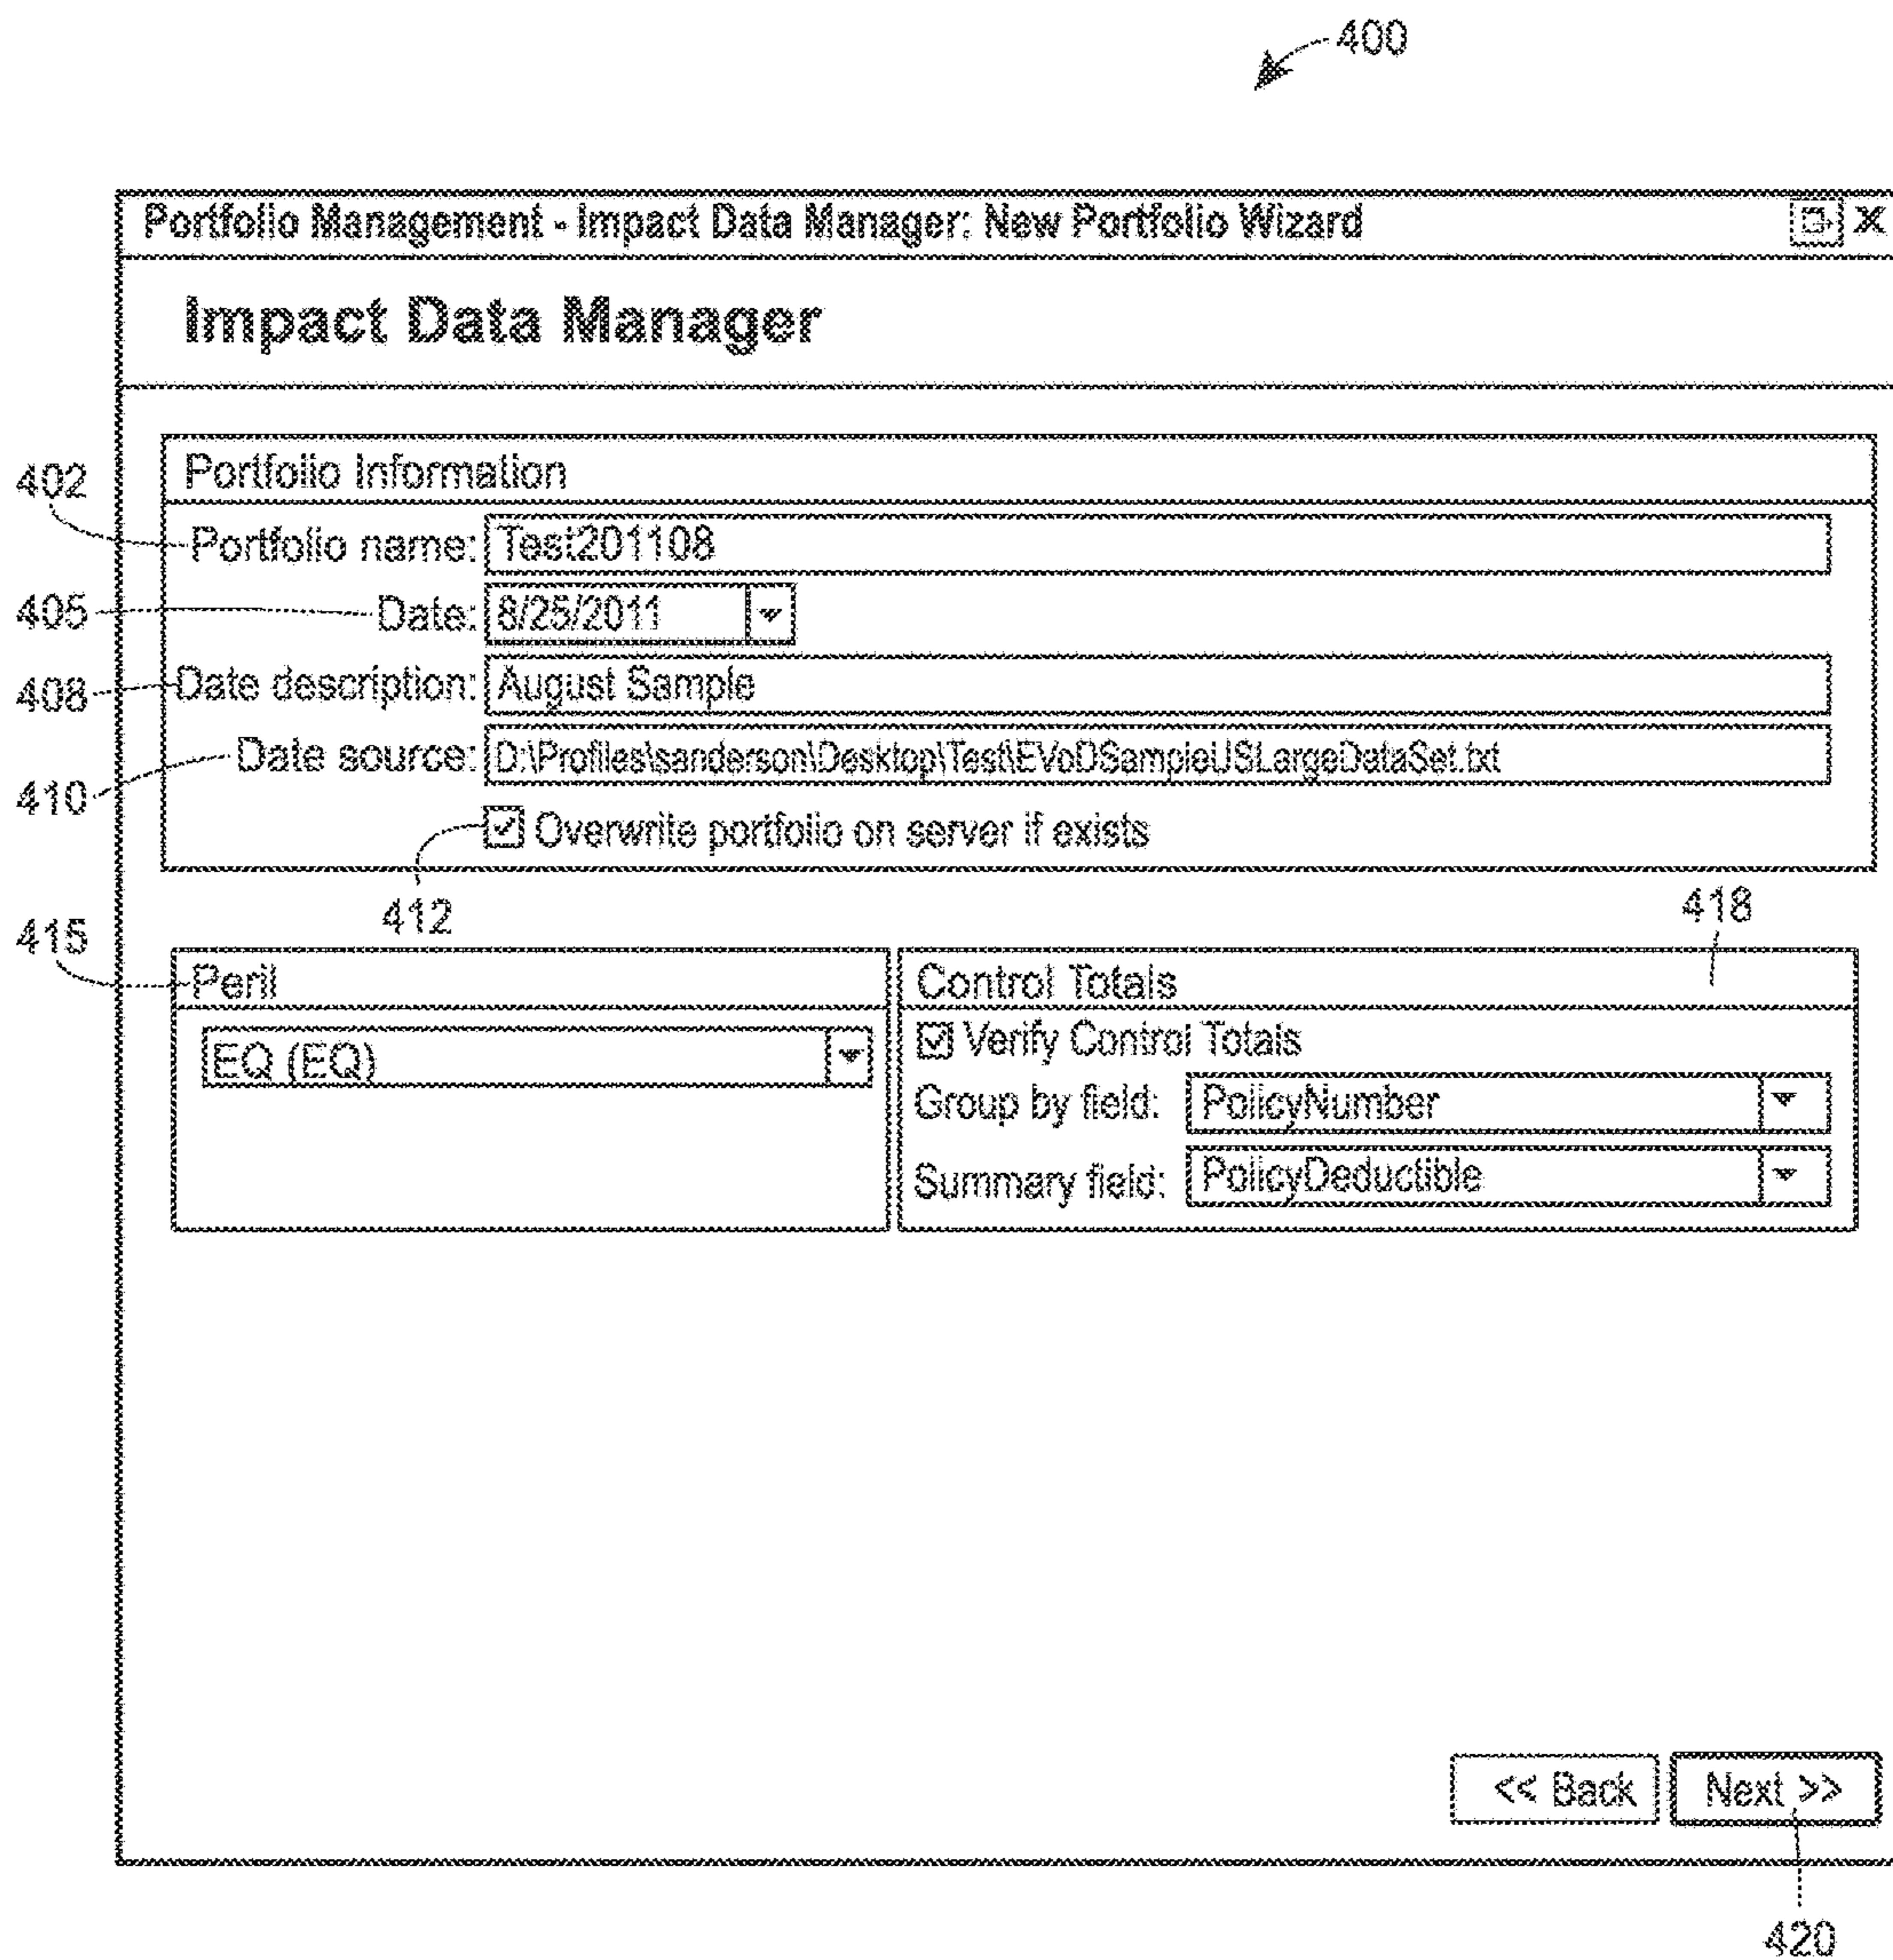 400
Portfolio Management - Impact Data Manager: New Portfolio Wizard X
Impact Data Manager
Portfolio Information
402
Portfolio name: Test201108
405
Date: 8/25/2011
408
Date description: August Sample
410
Date source: D:\Profiles\sanderson\Desktop\Test\EVoDSampleUSLargeDataSet.txt
Overwrite portfolio on server if exists
412
415
418
Peril
EQ (EQ)
Control Totals
Verify Control Totals
Group by field: PolicyNumber
Summary field: PolicyDeductible
<< Back
Next >>
420